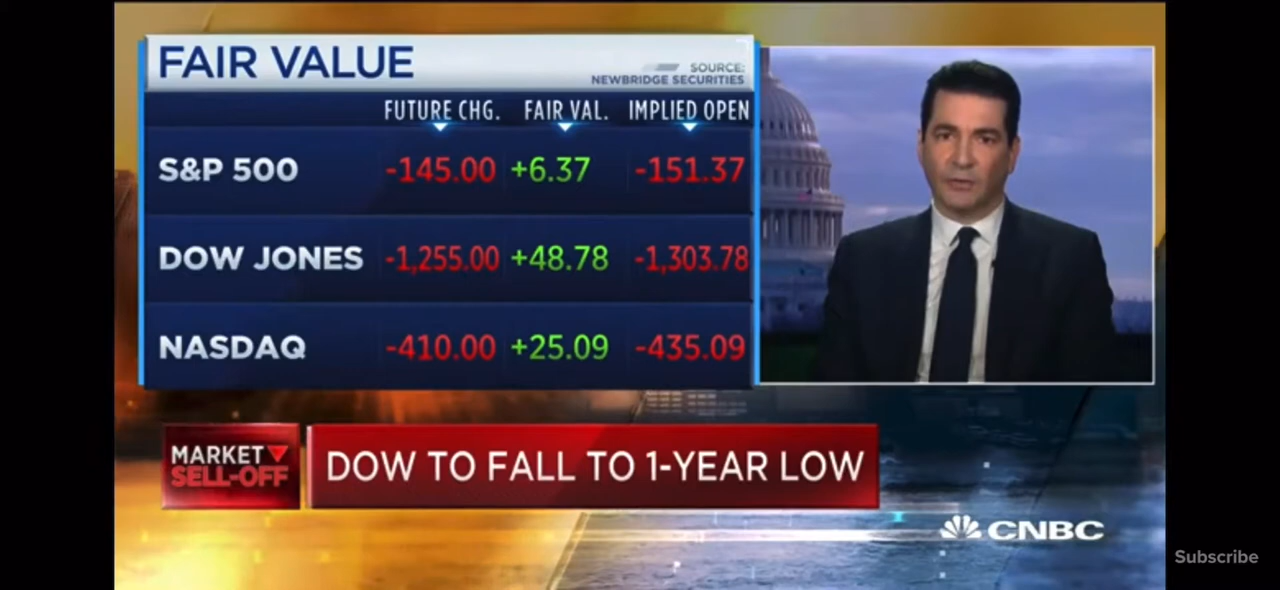 FAIR VALUE
SOURCE:
NEWBRIDGE SECURITIES
FUTURE CHG. FAIR VAL. IMPLIED OPEN
S&P 500 -145.00 +6.37 -151.37
DOW JONES -1,255.00 +48.78 -1,303.78
NASDAQ -410.00 +25.09 -435.09
MARKET
SELL-OFF
DOW TO FALL TO 1-YEAR LOW
CNBC
Subscribe